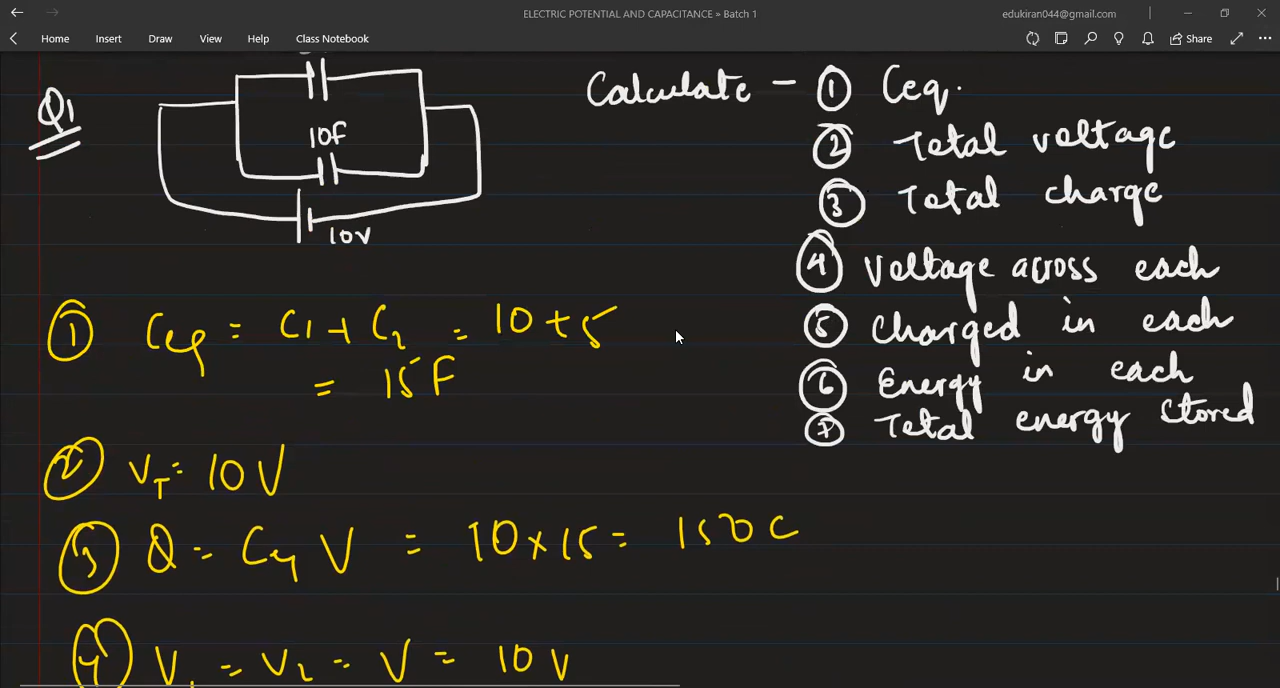 ELECTRIC POTENTIAL AND CAPACITANCE » Batch 1
edukiran044@gmail.com
Home Insert Draw View Help Class Notebook
Share
Q1
10F
10V
Calculate - ① Ceq.
② Total voltage
③ Total charge
④ Voltage across each
⑤ Charged in each
⑥ Energy in each
⑦ Total energy stored
① Ceq = C1 + C2 = 10 + 5
= 15 F
② VT = 10 V
③ Q = Ceq V = 10 × 15 = 150 C
④ V1 = V2 = V = 10 V